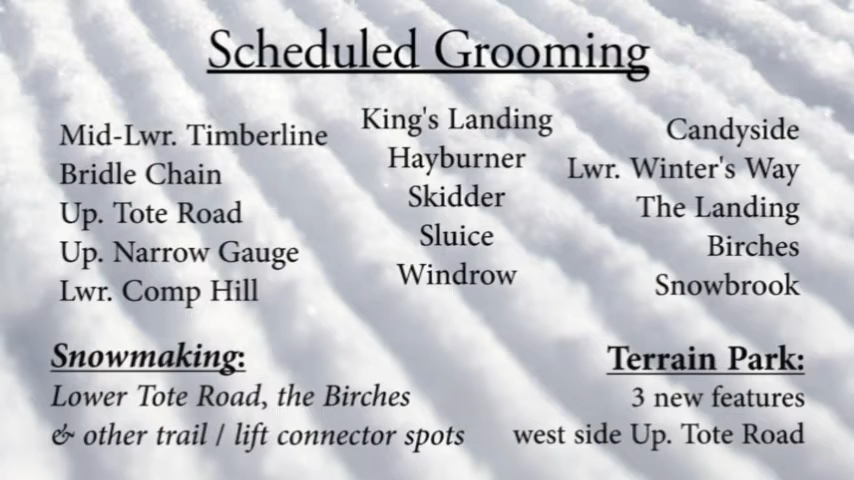 Scheduled Grooming
Mid-Lwr. Timberline
Bridle Chain
Up. Tote Road
Up. Narrow Gauge
Lwr. Comp Hill
King's Landing
Hayburner
Skidder
Sluice
Windrow
Candyside
Lwr. Winter's Way
The Landing
Birches
Snowbrook
Snowmaking:
Lower Tote Road, the Birches
& other trail / lift connector spots
Terrain Park:
3 new features
west side Up. Tote Road